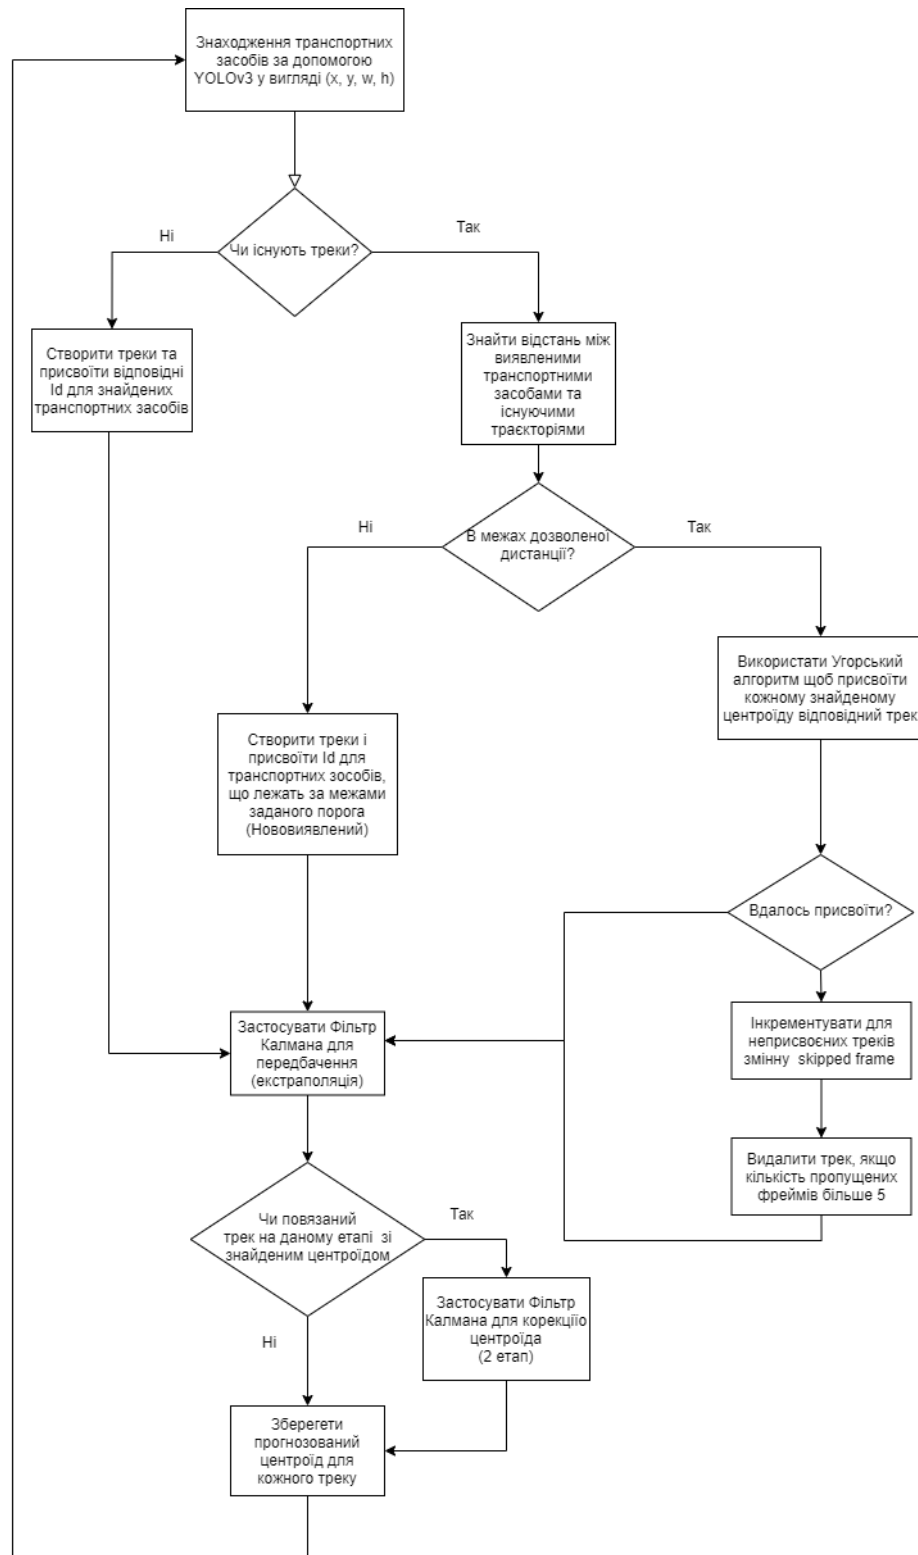 Знаходження транспортних
засобів за допомогою
YOLOv3 у вигляді (x, y, w, h)
Чи існують треки?
Ні
Так
Створити треки та
присвоїти відповідні
Id для знайдених
транспортних засобів
Знайти відстань між
виявленими
транспортними
засобами та
існуючими
траєкторіями
В межах дозволеної
дистанції?
Ні
Так
Використати Угорський
алгоритм щоб присвоїти
кожному знайденому
центроїду відповідний трек
Створити треки і
присвоїти Id для
транспортних зособів,
що лежать за межами
заданого порога
(Нововиявлений)
Вдалось присвоїти?
Інкрементувати для
неприсвоєних треків
змінну skipped frame
Видалити трек, якщо
кількість пропущених
фреймів більше 5
Застосувати Фільтр
Калмана для
передбачення
(екстраполяція)
Чи повязаний
трек на даному етапі зі
знайденим центроїдом
Так
Ні
Застосувати Фільтр
Калмана для корекціїо
центроїда
(2 етап)
Зберегети
прогнозований
центроїд для
кожного треку